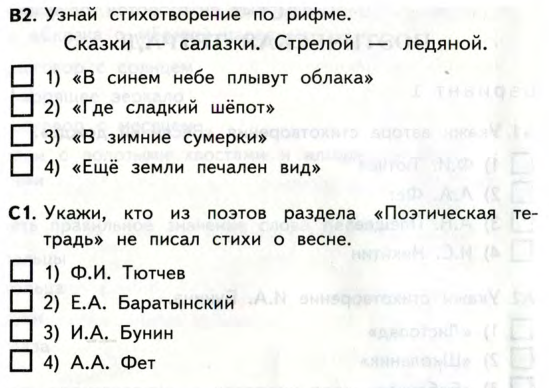 В2. Узнай стихотворение по рифме.
Сказки — салазки. Стрелой — ледяной.
1) «В синем небе плывут облака»
2) «Где сладкий шёпот»
3) «В зимние сумерки»
4) «Ещё земли печален вид»
С1. Укажи, кто из поэтов раздела «Поэтическая те-
традь» не писал стихи о весне.
1) Ф.И. Тютчев
2) Е.А. Баратынский
3) И.А. Бунин
4) А.А. Фет